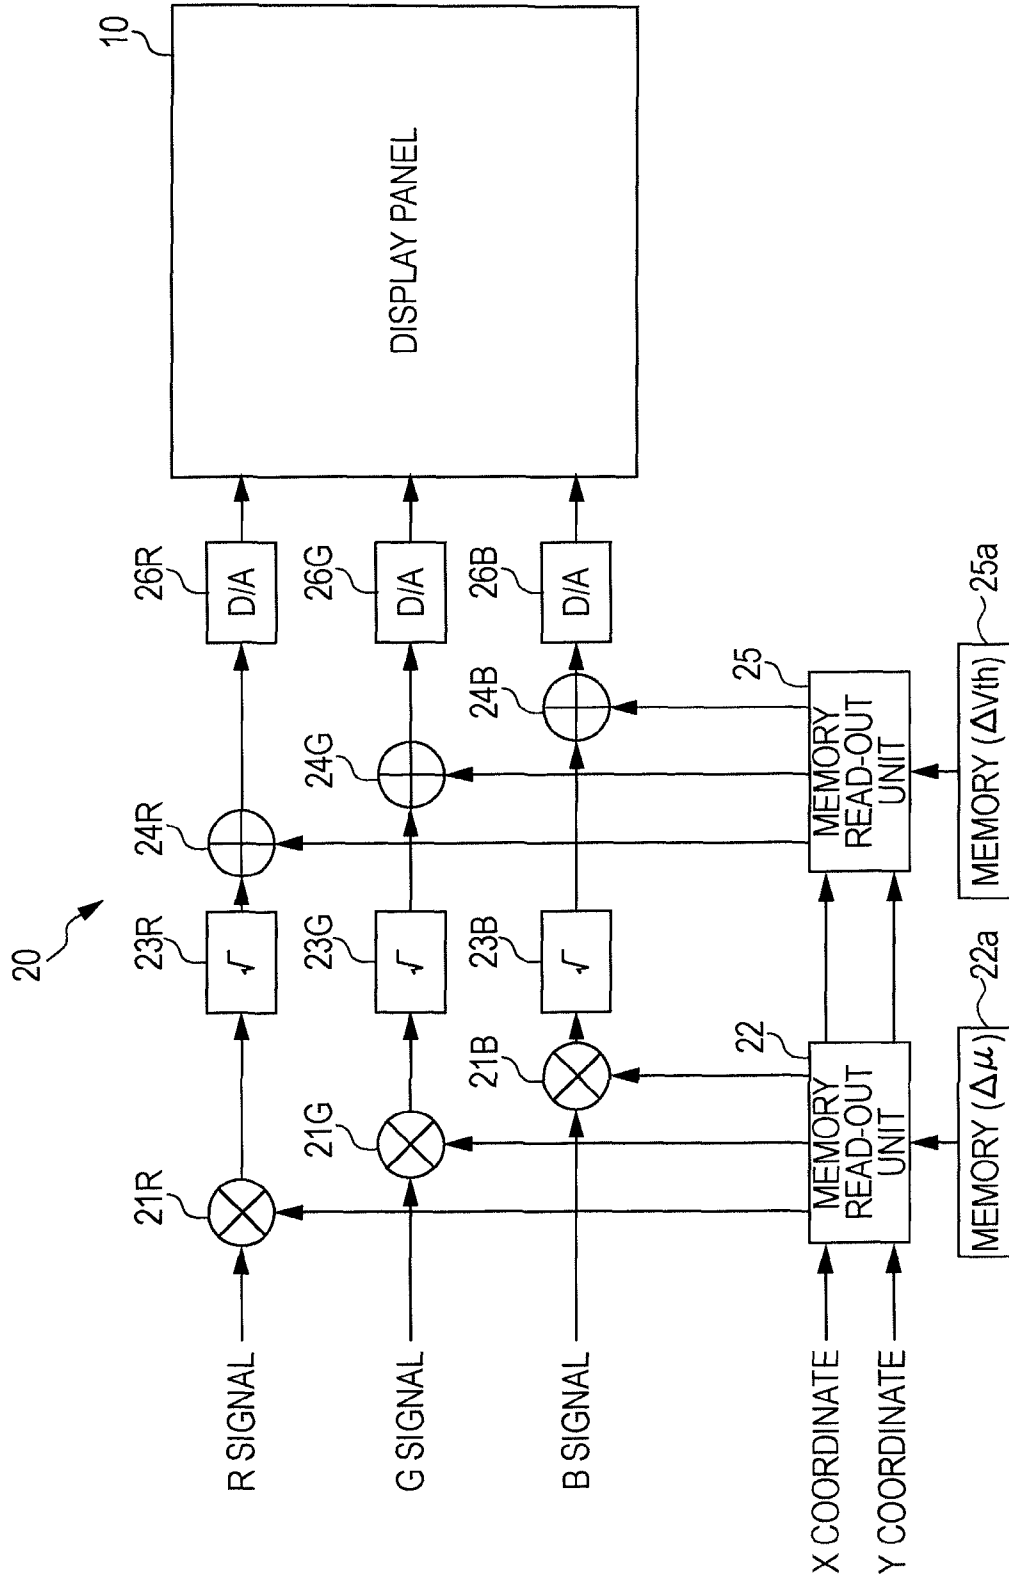 20
10
R SIGNAL
21R
23R
√
24R
26R
D/A
G SIGNAL
21G
23G
√
24G
26G
D/A
B SIGNAL
21B
23B
√
24B
26B
D/A
DISPLAY PANEL
X COORDINATE
Y COORDINATE
22
MEMORY
READ-OUT
UNIT
25
MEMORY
READ-OUT
UNIT
MEMORY (Δμ)
22a
MEMORY (ΔVth)
25a